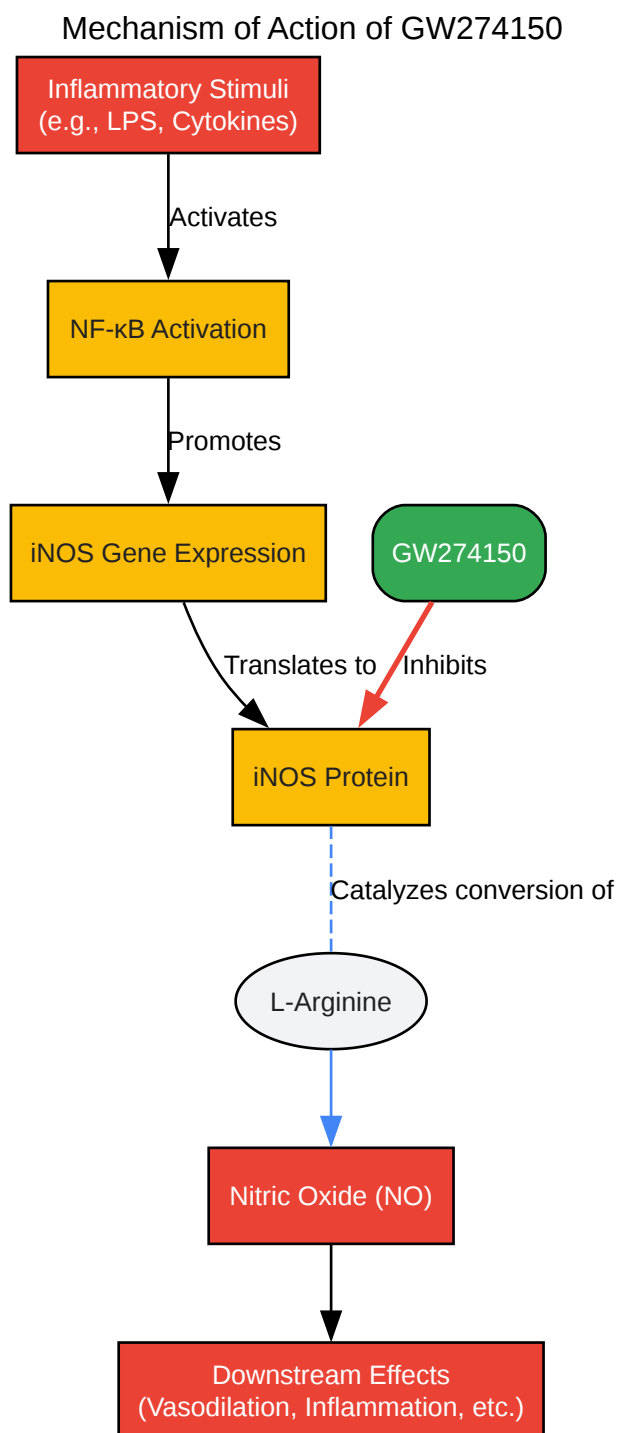 Mechanism of Action of GW274150
Inflammatory Stimuli
(e.g., LPS, Cytokines)
Activates
NF-κB Activation
Promotes
iNOS Gene Expression
GW274150
Translates to
Inhibits
iNOS Protein
Catalyzes conversion of
L-Arginine
Nitric Oxide (NO)
Downstream Effects
(Vasodilation, Inflammation, etc.)